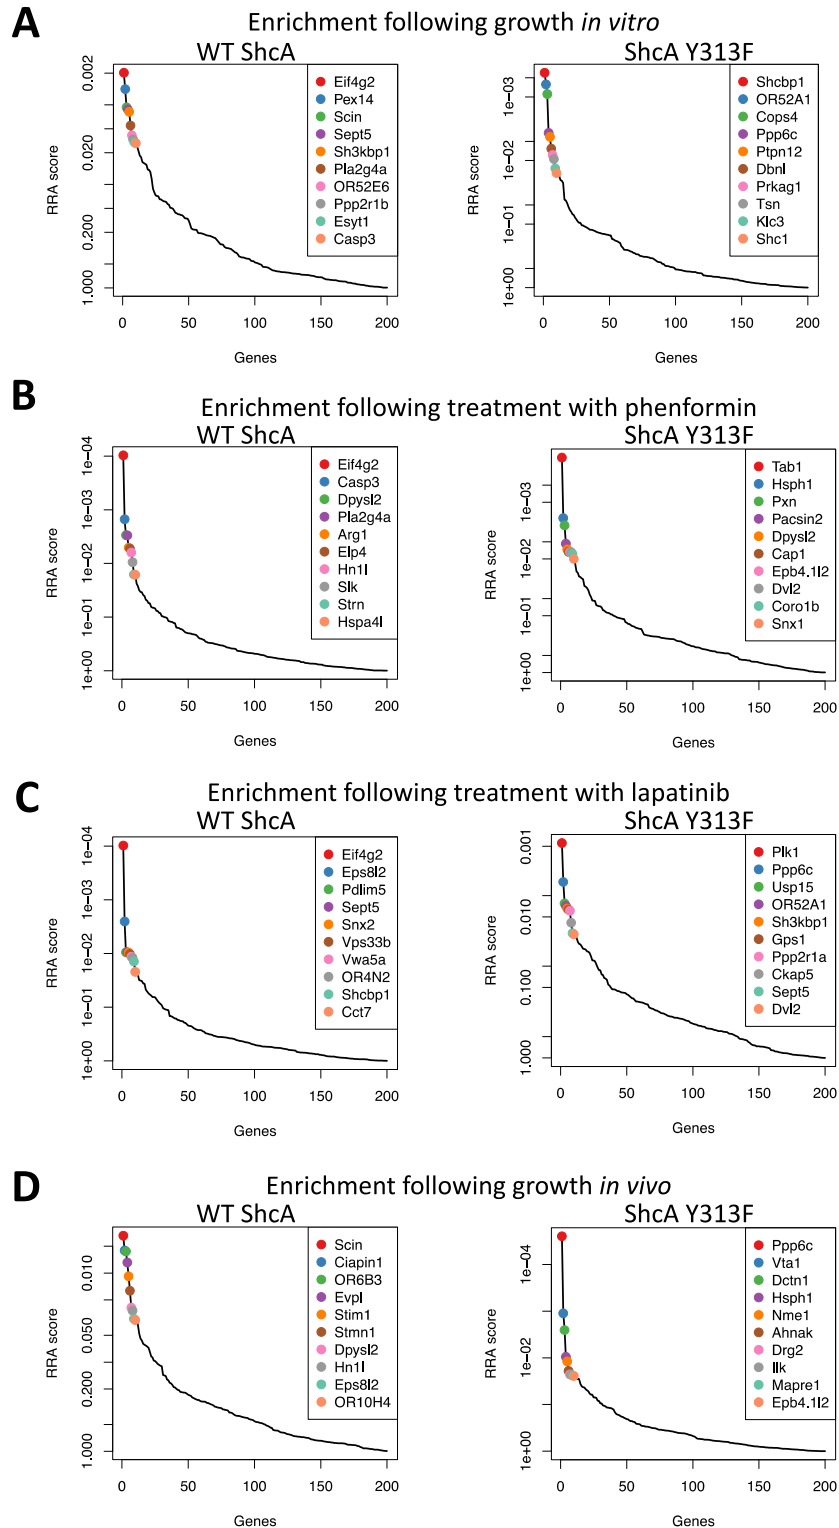 A
Enrichment following growth in vitro
WT ShcA
ShcA Y313F
RRA score
0.002
0.020
0.200
1.000
Eif4g2
Pex14
Scin
Sept5
Sh3kbp1
Pla2g4a
OR52E6
Ppp2r1b
Esyt1
Casp3
0 50 100 150 200
Genes
RRA score
1e-03
1e-02
1e-01
1e+00
Shcbp1
OR52A1
Cops4
Ppp6c
Ptpn12
Dbnl
Prkag1
Tsn
Klc3
Shc1
0 50 100 150 200
Genes
B
Enrichment following treatment with phenformin
WT ShcA
ShcA Y313F
RRA score
1e-04
1e-03
1e-02
1e-01
1e+00
Eif4g2
Casp3
Dpysl2
Pla2g4a
Arg1
Elp4
Hn1l
Slk
Strn
Hspa4l
0 50 100 150 200
Genes
RRA score
1e-03
1e-02
1e-01
1e+00
Tab1
Hsph1
Pxn
Pacsin2
Dpysl2
Cap1
Epb4.1l2
Dvl2
Coro1b
Snx1
0 50 100 150 200
Genes
C
Enrichment following treatment with lapatinib
WT ShcA
ShcA Y313F
RRA score
1e-04
1e-03
1e-02
1e-01
1e+00
Eif4g2
Eps8l2
Pdlim5
Sept5
Snx2
Vps33b
Vwa5a
OR4N2
Shcbp1
Cct7
0 50 100 150 200
Genes
RRA score
0.001
0.010
0.100
1.000
Plk1
Ppp6c
Usp15
OR52A1
Sh3kbp1
Gps1
Ppp2r1a
Ckap5
Sept5
Dvl2
0 50 100 150 200
Genes
D
Enrichment following growth in vivo
WT ShcA
ShcA Y313F
RRA score
0.010
0.050
0.200
1.000
Scin
Ciapin1
OR6B3
Evpl
Stim1
Stmn1
Dpysl2
Hn1l
Eps8l2
OR10H4
0 50 100 150 200
Genes
RRA score
1e-04
1e-02
1e+00
Ppp6c
Vta1
Dctn1
Hsph1
Nme1
Ahnak
Drg2
Ilk
Mapre1
Epb4.1l2
0 50 100 150 200
Genes